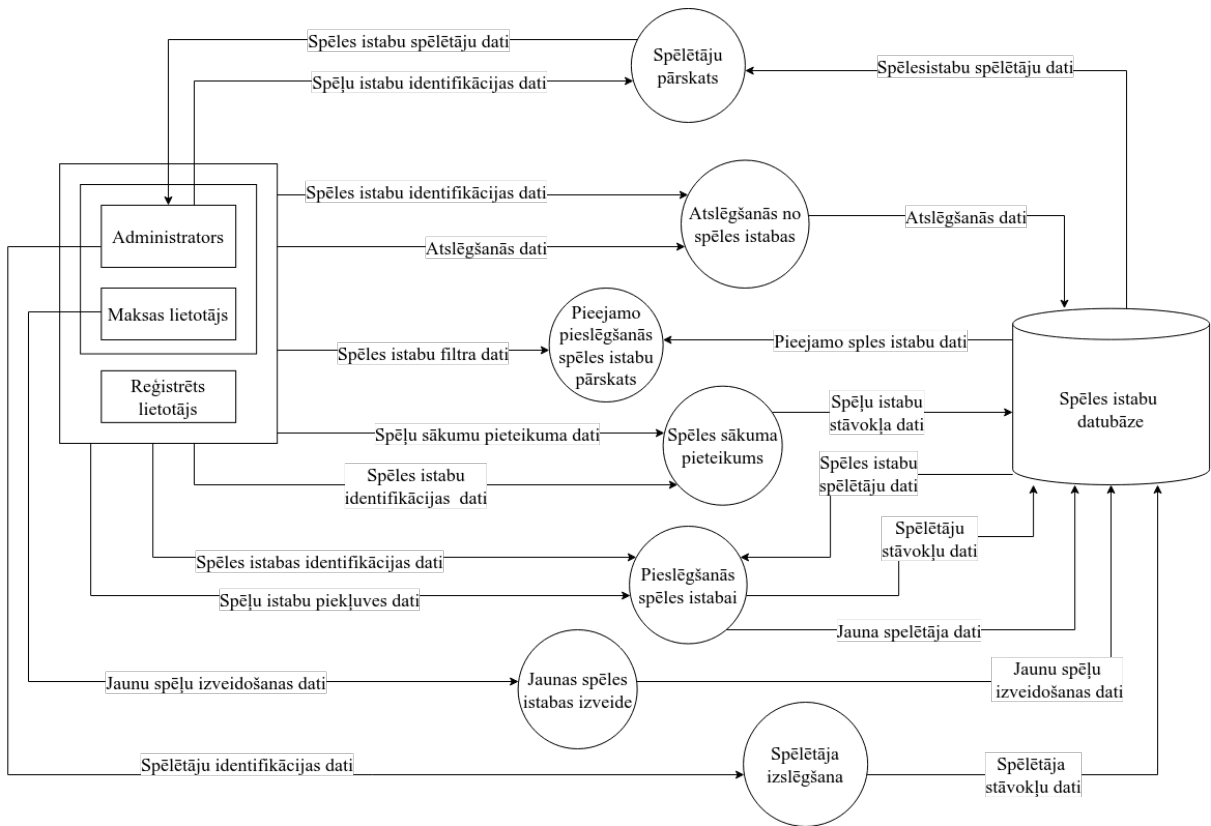 Spēles istabu spēlētāju dati
Spēlētāju
pārskats
Spēlesistabu spēlētāju dati
Spēļu istabu identifikācijas dati
Spēles istabu identifikācijas dati
Atslēgšanās no
spēles istabas
Atslēgšanās dati
Administrators
Atslēgšanās dati
Maksas lietotājs
Pieejamo
pieslēgšanās
spēles istabu
pārskats
Spēles istabu filtra dati
Pieejamo sples istabu dati
Reģistrēts
lietotājs
Spēles istabu
datubāze
Spēļu istabu
stāvokļa dati
Spēļu sākumu pieteikuma dati
Spēles sākuma
pieteikums
Spēles istabu
identifikācijas dati
Spēles istabu
spēlētāju dati
Spēlētāju
stāvokļu dati
Spēles istabas identifikācijas dati
Pieslēgšanās
spēles istabai
Spēļu istabu piekļuves dati
Jauna spelētāja dati
Jaunu spēļu izveidošanas dati
Jaunas spēles
istabas izveide
Jaunu spēļu
izveidošanas dati
Spēlētāju identifikācijas dati
Spēlētāja
izslēgšana
Spēlētāja
stāvokļu dati